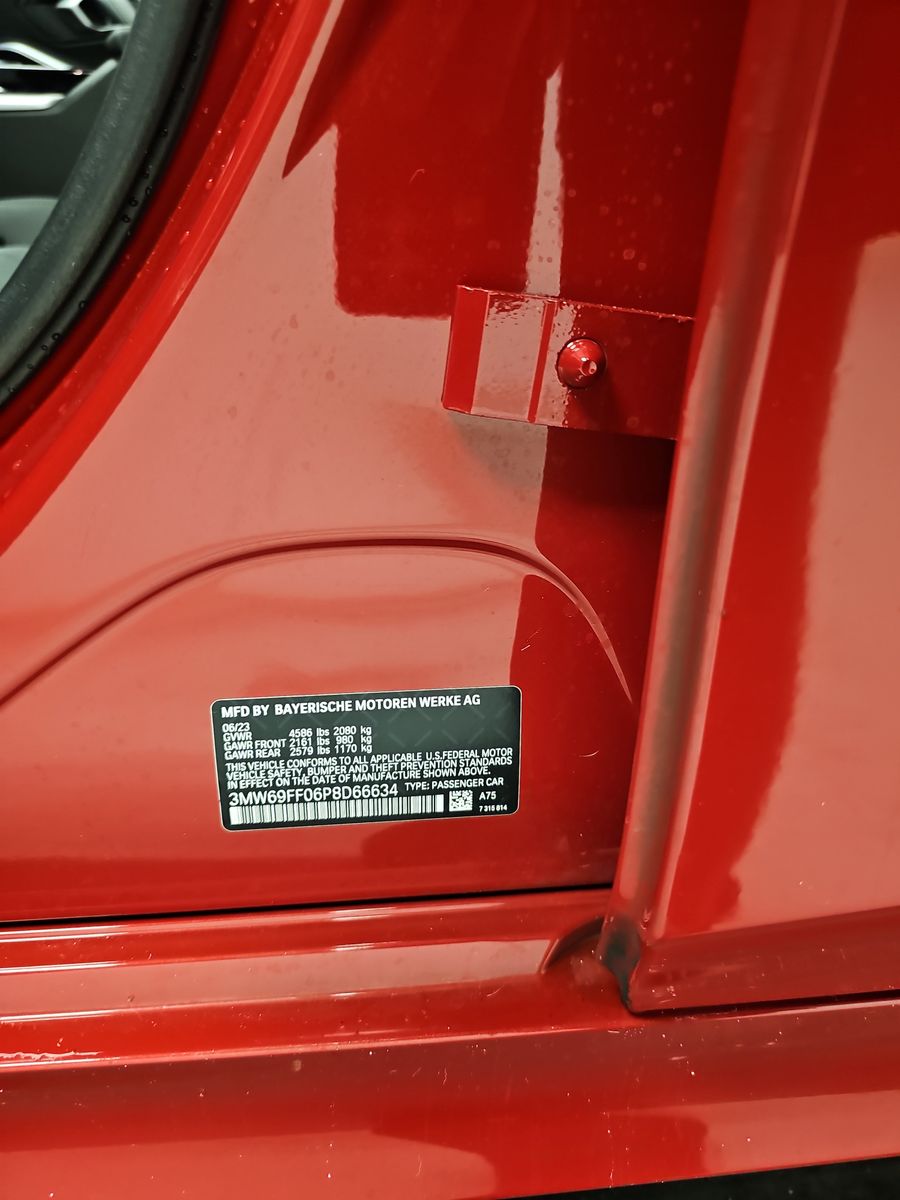 MFD BY BAYERISCHE MOTOREN WERKE AG
06/23
GVWR 4586 lbs 2080 kg
GAWR FRONT 2161 lbs 980 kg
GAWR REAR 2579 lbs 1170 kg
THIS VEHICLE CONFORMS TO ALL APPLICABLE U.S.FEDERAL MOTOR
VEHICLE SAFETY, BUMPER AND THEFT PREVENTION STANDARDS
IN EFFECT ON THE DATE OF MANUFACTURE SHOWN ABOVE.
3MW69FF06P8D66634 TYPE: PASSENGER CAR
A75
7 315 814